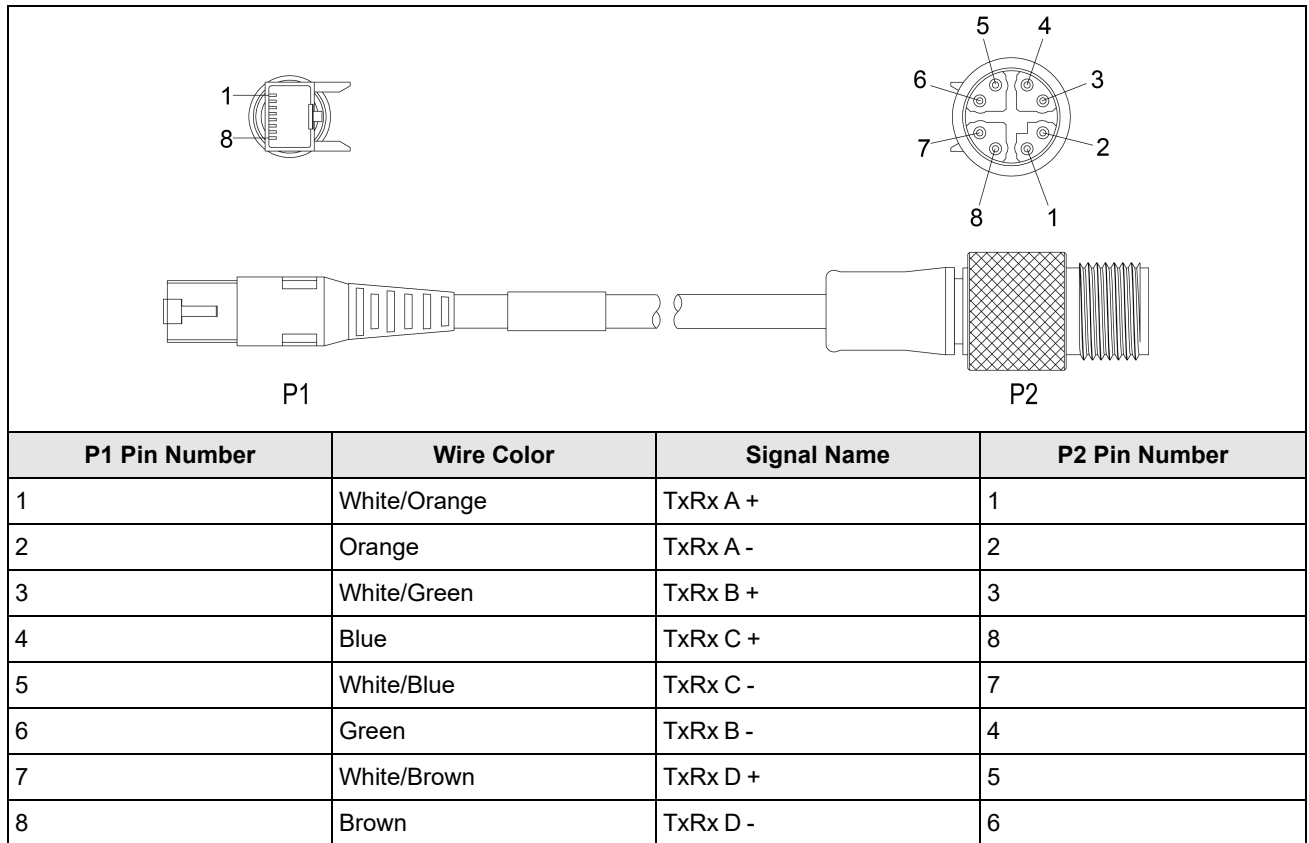 5 4
6 3
1
8
7 2
8 1
P1 P2
P1 Pin Number Wire Color Signal Name P2 Pin Number
1 White/Orange TxRx A + 1
2 Orange TxRx A - 2
3 White/Green TxRx B + 3
4 Blue TxRx C + 8
5 White/Blue TxRx C - 7
6 Green TxRx B - 4
7 White/Brown TxRx D + 5
8 Brown TxRx D - 6